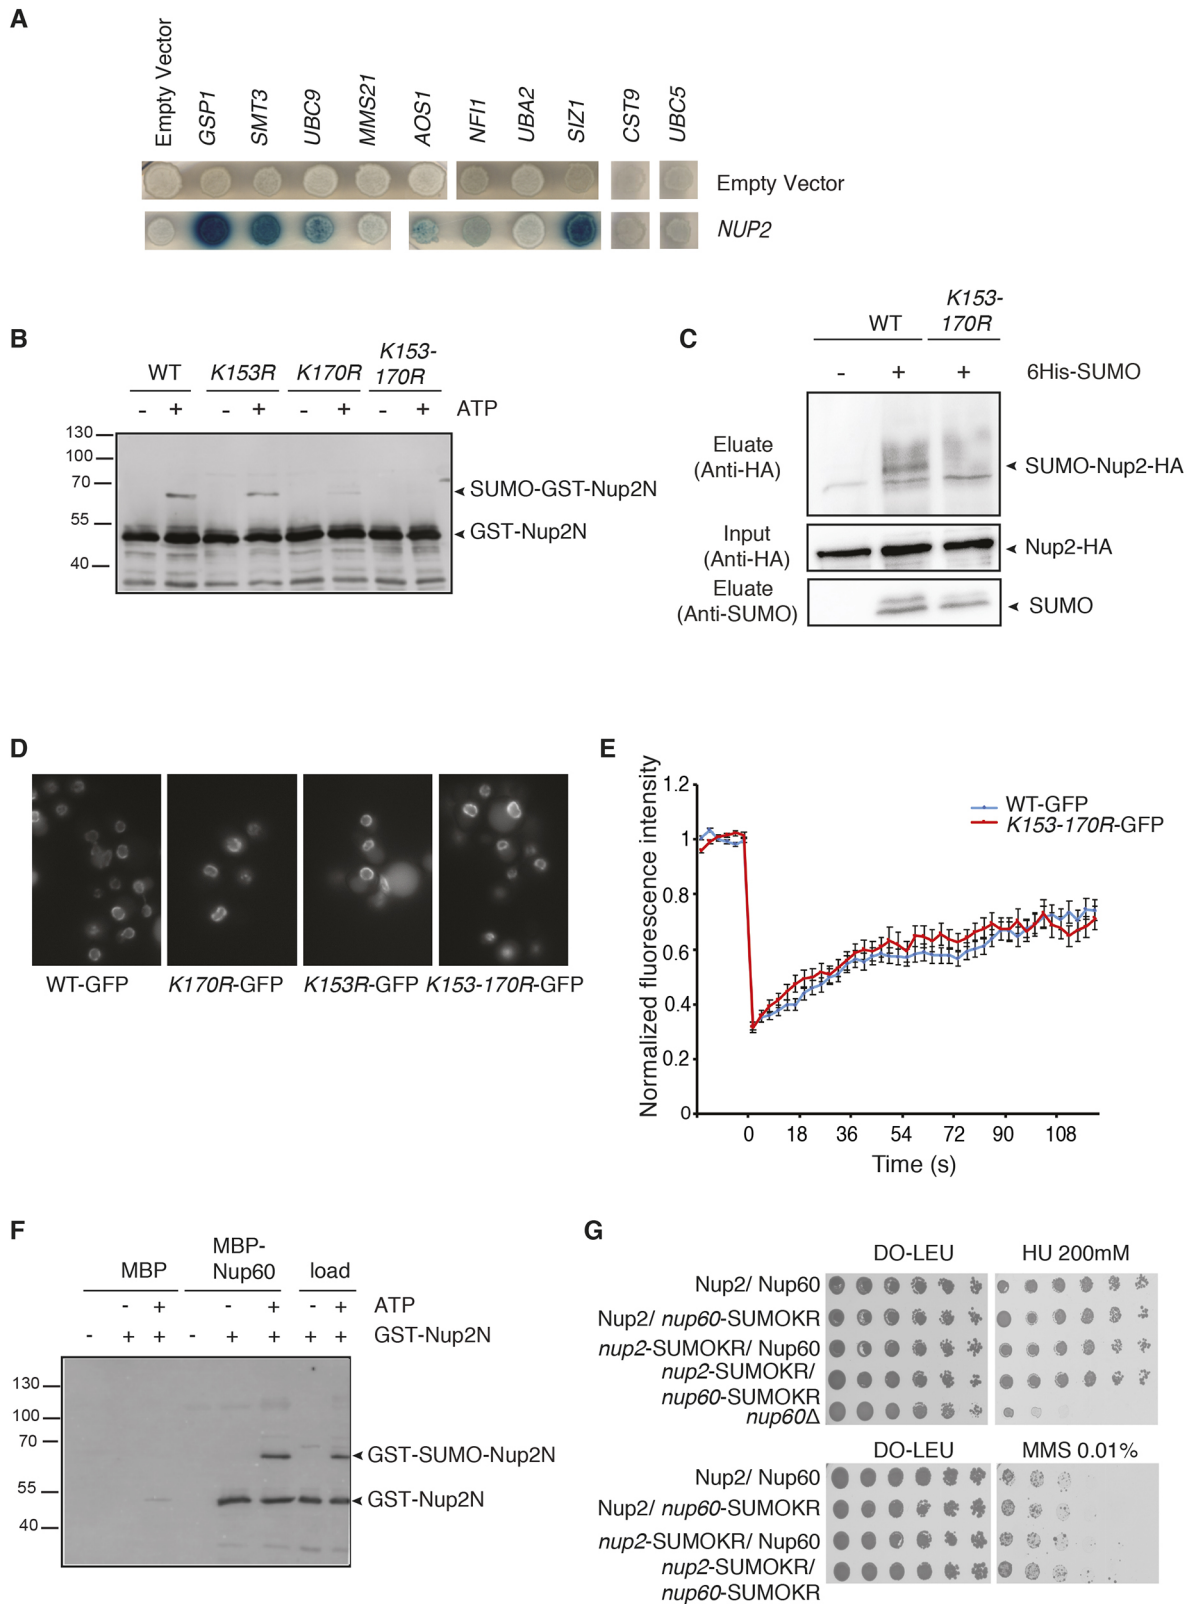 A
Empty Vector
GSP1
SMT3
UBC9
MMS21
AOS1
NFI1
UBA2
SIZ1
CST9
UBC5
Empty Vector
NUP2
B
WT K153R K170R K153-
170R
- + - + - + - + ATP
130
100
70
55
40
SUMO-GST-Nup2N
GST-Nup2N
C
WT K153-
170R
- + + 6His-SUMO
Eluate
(Anti-HA)
SUMO-Nup2-HA
Input
(Anti-HA)
Nup2-HA
Eluate
(Anti-SUMO)
SUMO
D
WT-GFP K170R-GFP K153R-GFP K153-170R-GFP
E
Normalized fluorescence intensity
1.2
1
0.8
0.6
0.4
0.2
0
WT-GFP
K153-170R-GFP
0 18 36 54 72 90 108
Time (s)
F
MBP MBP-
Nup60 load
- + - + - + ATP
- + + - + + + + GST-Nup2N
130
100
70
55
40
GST-SUMO-Nup2N
GST-Nup2N
G
DO-LEU HU 200mM
Nup2/ Nup60
Nup2/ nup60-SUMOKR
nup2-SUMOKR/ Nup60
nup2-SUMOKR/
nup60-SUMOKR
nup60Δ
DO-LEU MMS 0.01%
Nup2/ Nup60
Nup2/ nup60-SUMOKR
nup2-SUMOKR/ Nup60
nup2-SUMOKR/
nup60-SUMOKR